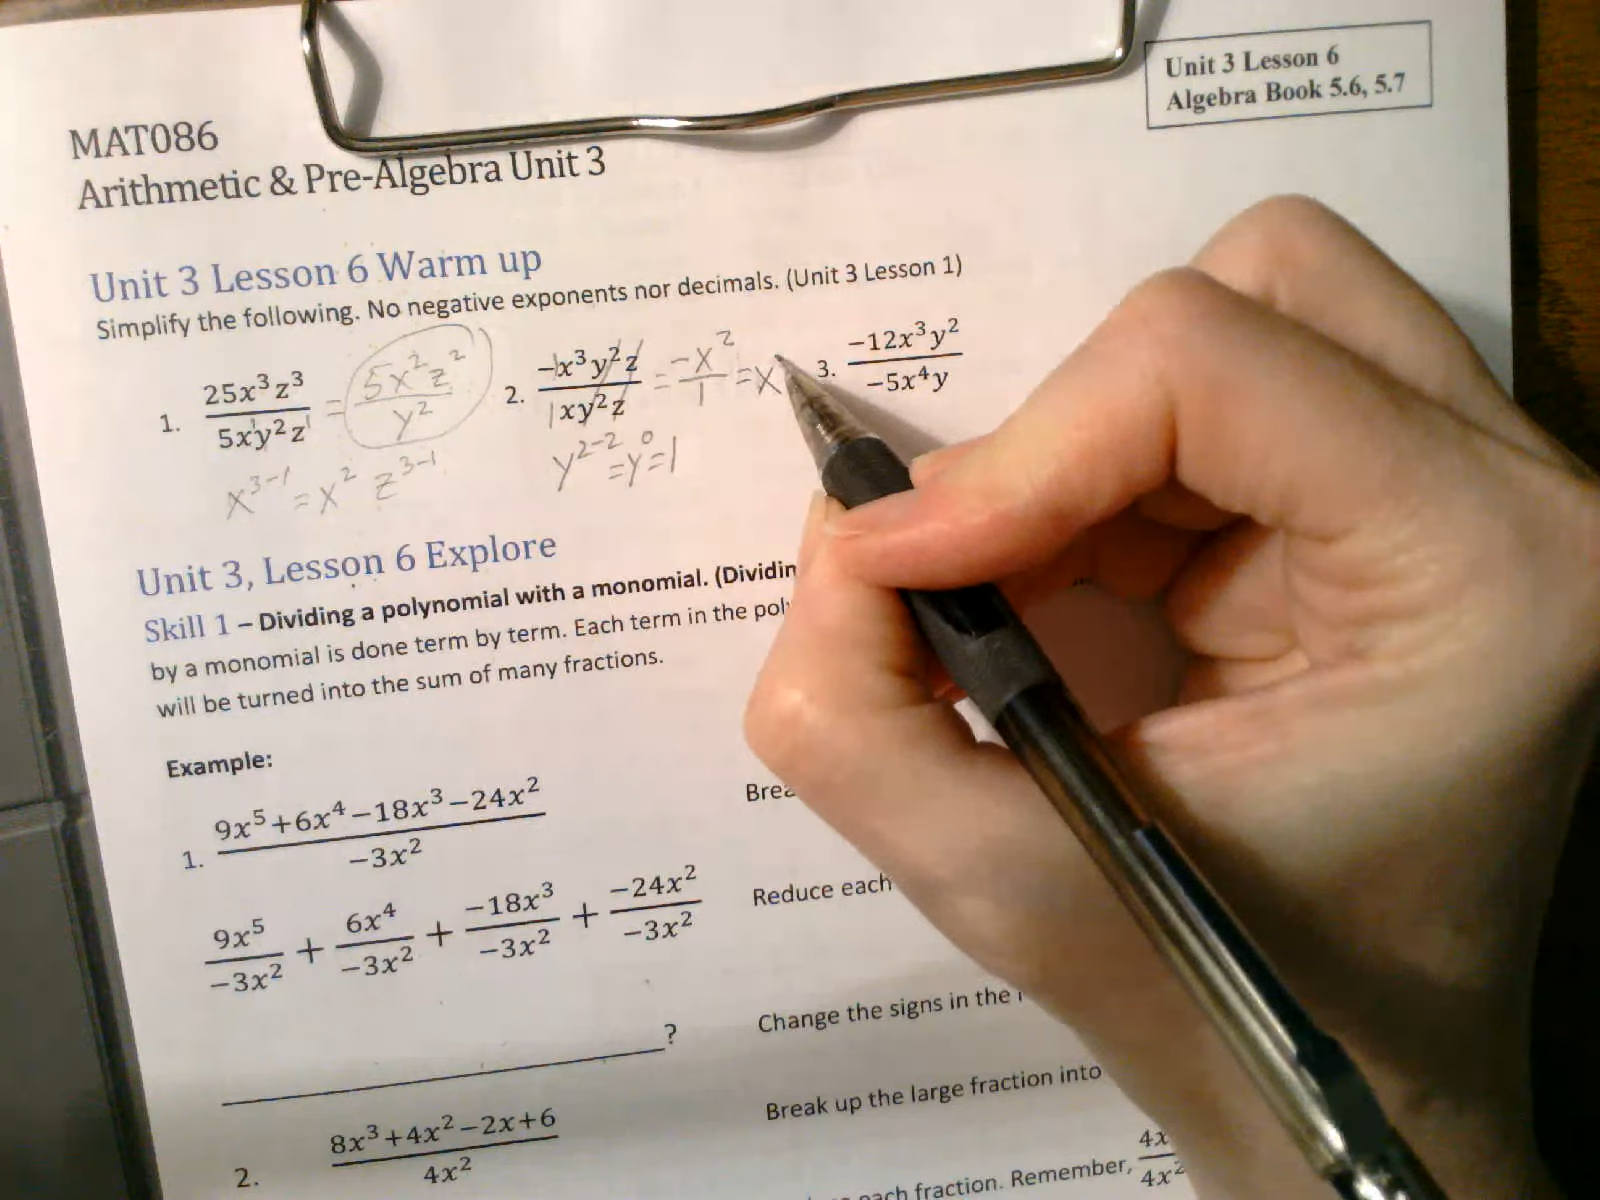 Unit 3 Lesson 6
Algebra Book 5.6, 5.7
MAT086
Arithmetic & Pre-Algebra Unit 3
Unit 3 Lesson 6 Warm up
Simplify the following. No negative exponents nor decimals. (Unit 3 Lesson 1)
1. 25x³z³ / 5x¹y²z¹ = 5x²z² / y² 2. -1x³y²z / 1xy²z = -x² / 1 = x 3. −12x³y² / −5x⁴y
x³⁻¹ = x² z³⁻¹ y²⁻² = y⁰ = 1
Unit 3, Lesson 6 Explore
Skill 1 – Dividing a polynomial with a monomial. (Dividin
by a monomial is done term by term. Each term in the pol
will be turned into the sum of many fractions.
Example:
1. 9x⁵+6x⁴−18x³−24x² / −3x²
9x⁵ / −3x² + 6x⁴ / −3x² + −18x³ / −3x² + −24x² / −3x² Reduce each
? Change the signs in the
2. 8x³+4x²−2x+6 / 4x² Break up the large fraction into
each fraction. Remember, 4x / 4x²